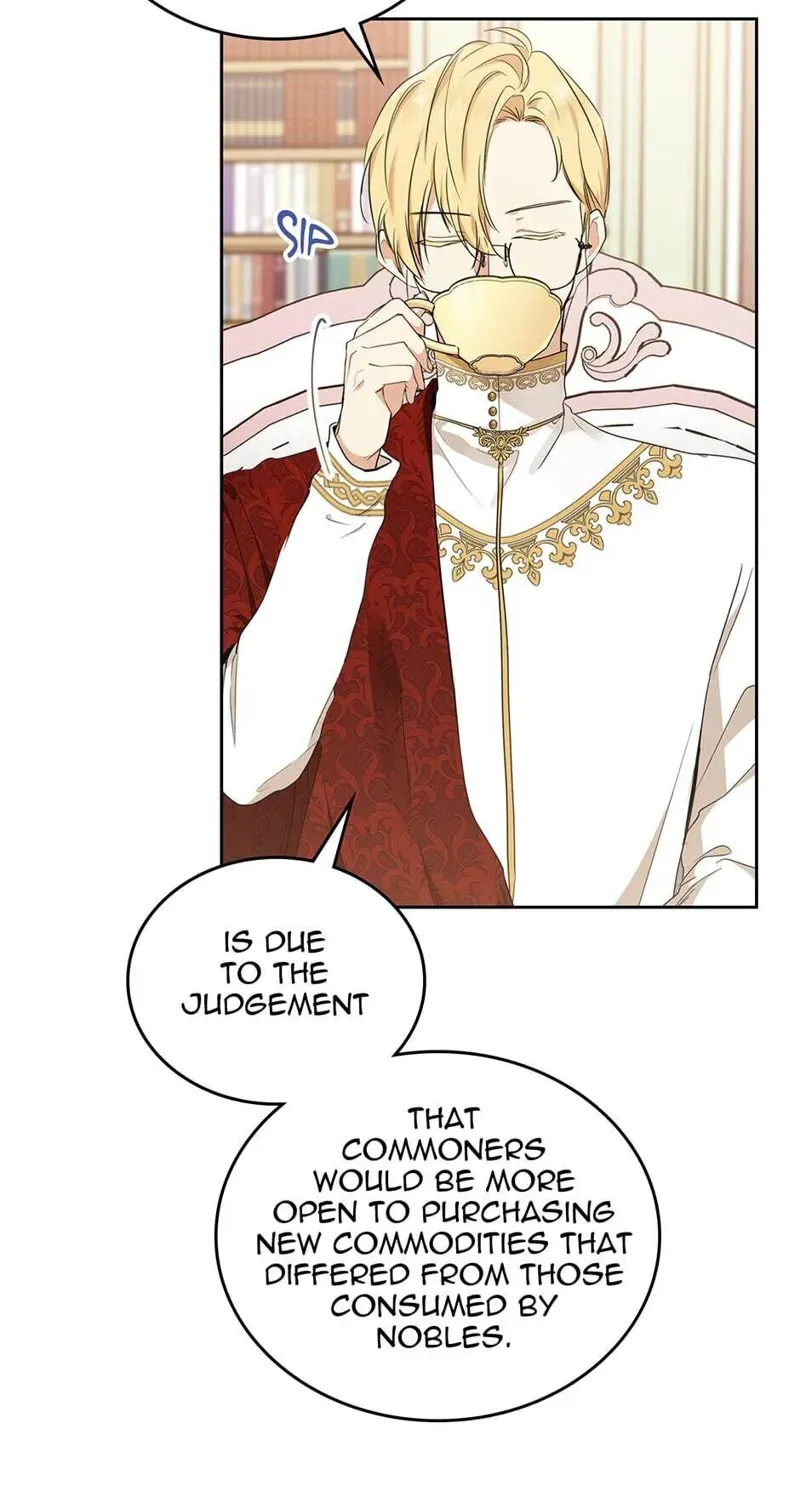 SIP
IS DUE
TO THE
JUDGEMENT
THAT
COMMONERS
WOULD BE MORE
OPEN TO PURCHASING
NEW COMMODITIES THAT
DIFFERED FROM THOSE
CONSUMED BY
NOBLES.